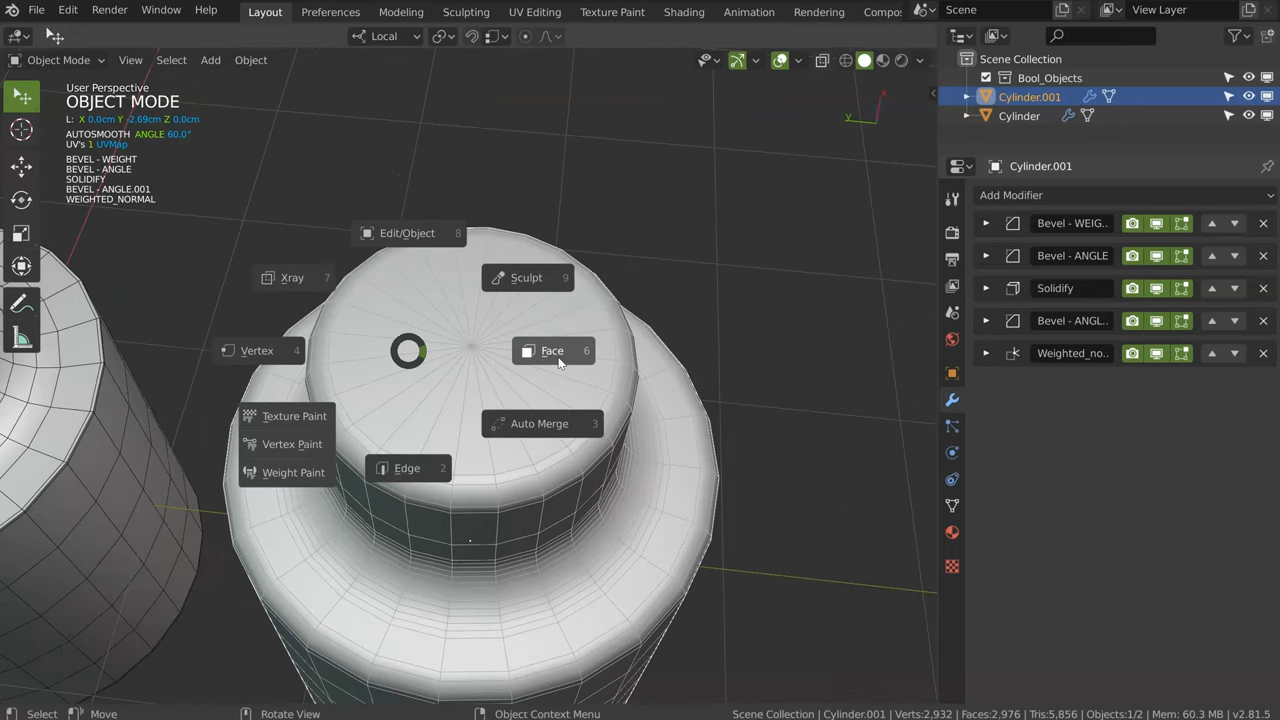 File Edit Render Window Help Layout Preferences Modeling Sculpting UV Editing Texture Paint Shading Animation Rendering Compos Scene View Layer
Local
Object Mode View Select Add Object
User Perspective
OBJECT MODE
L: X 0.0cm Y -2.69cm Z 0.0cm
AUTOSMOOTH ANGLE 60.0°
UV's 1 UVMap
BEVEL - WEIGHT
BEVEL - ANGLE
SOLIDIFY
BEVEL - ANGLE.001
WEIGHTED_NORMAL
x
y
Edit/Object 8
Xray 7
Sculpt 9
Vertex 4
Face 6
Texture Paint
Vertex Paint
Weight Paint
Auto Merge 3
Edge 2
Scene Collection
Bool_Objects
Cylinder.001
Cylinder
Cylinder.001
Add Modifier
Bevel - WEIG..
Bevel - ANGLE
Solidify
Bevel - ANGL..
Weighted_no..
Select Move Rotate View Object Context Menu Scene Collection | Cylinder.001 | Verts:2,932 | Faces:2,976 | Tris:5,856 | Objects:1/2 | Mem: 60.3 MB | v2.81.5